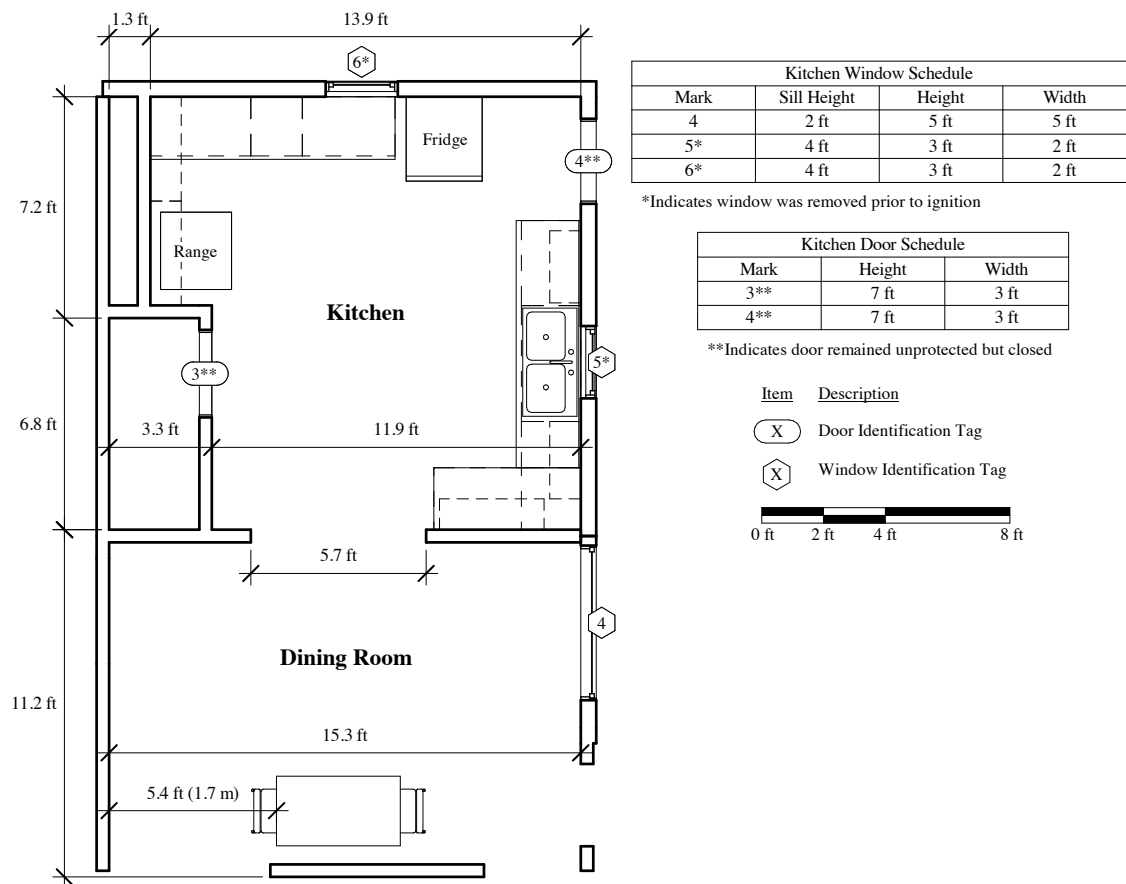 1.3 ft
13.9 ft
6*
Fridge
4**
7.2 ft
Range
Kitchen
3**
5*
6.8 ft
3.3 ft
11.9 ft
5.7 ft
4
Dining Room
11.2 ft
15.3 ft
5.4 ft (1.7 m)
Kitchen Window Schedule
Mark Sill Height Height Width
4 2 ft 5 ft 5 ft
5* 4 ft 3 ft 2 ft
6* 4 ft 3 ft 2 ft
*Indicates window was removed prior to ignition
Kitchen Door Schedule
Mark Height Width
3** 7 ft 3 ft
4** 7 ft 3 ft
**Indicates door remained unprotected but closed
Item Description
X Door Identification Tag
X Window Identification Tag
0 ft 2 ft 4 ft 8 ft